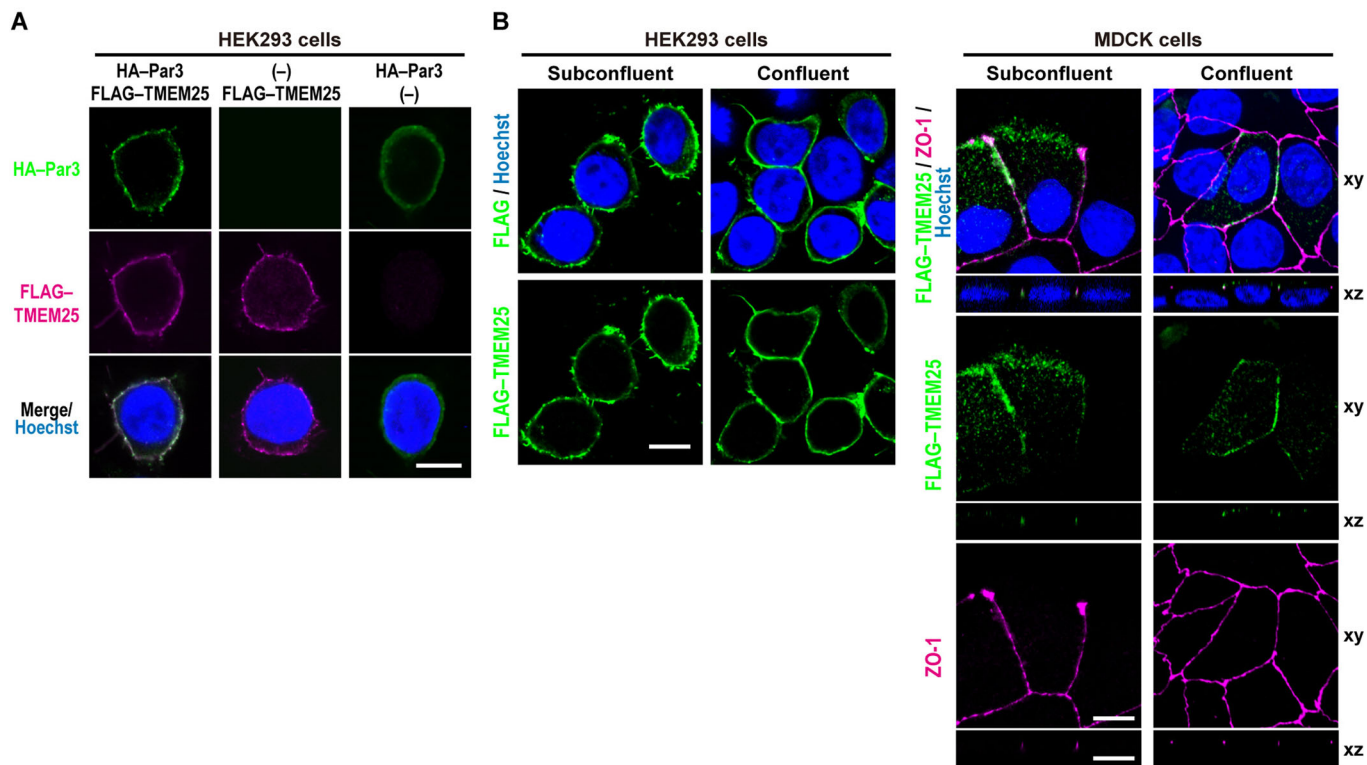 A
HEK293 cells
HA–Par3
FLAG–TMEM25
(–)
FLAG–TMEM25
HA–Par3
(–)
HA–Par3
FLAG–
TMEM25
Merge/
Hoechst
B
HEK293 cells
Subconfluent
Confluent
FLAG / Hoechst
FLAG–TMEM25
MDCK cells
Subconfluent
Confluent
FLAG–TMEM25 / ZO-1 /
Hoechst
xy
xz
FLAG–TMEM25
xy
xz
ZO-1
xy
xz